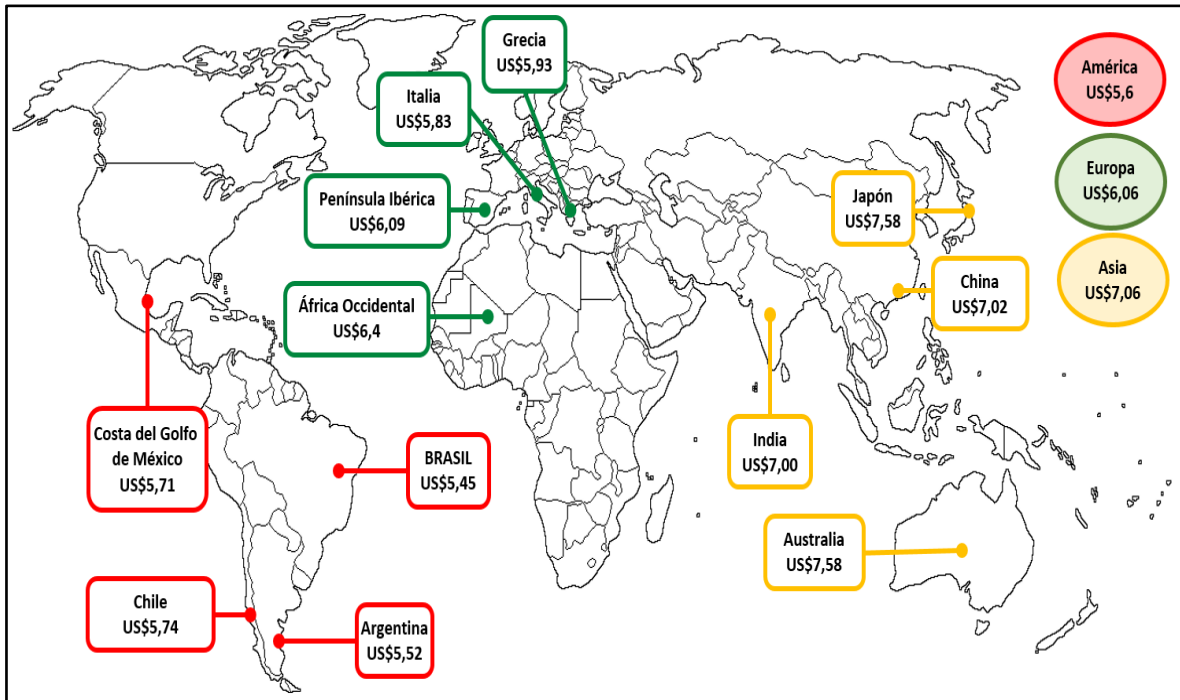 Grecia
US$5,93
Italia
US$5,83
América
US$5,6
Europa
US$6,06
Asia
US$7,06
Península Ibérica
US$6,09
Japón
US$7,58
China
US$7,02
África Occidental
US$6,4
Costa del Golfo
de México
US$5,71
BRASIL
US$5,45
India
US$7,00
Australia
US$7,58
Chile
US$5,74
Argentina
US$5,52